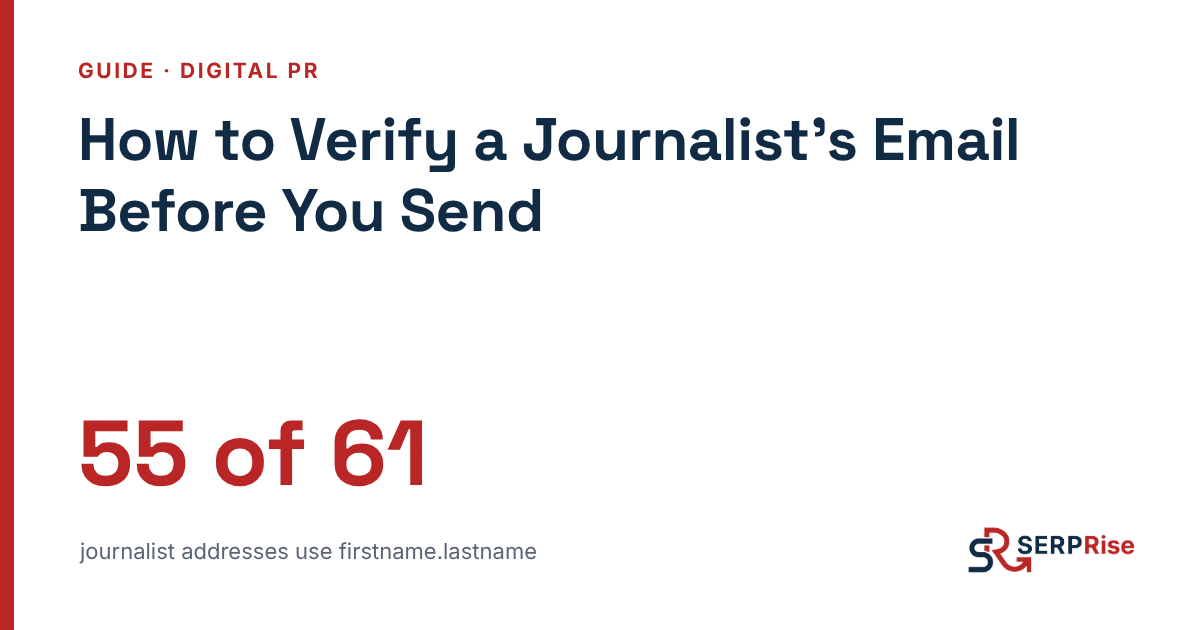 GUIDE · DIGITAL PR
How to Verify a Journalist’s Email
Before You Send
55 of 61
journalist addresses use firstname.lastname
SERPRise